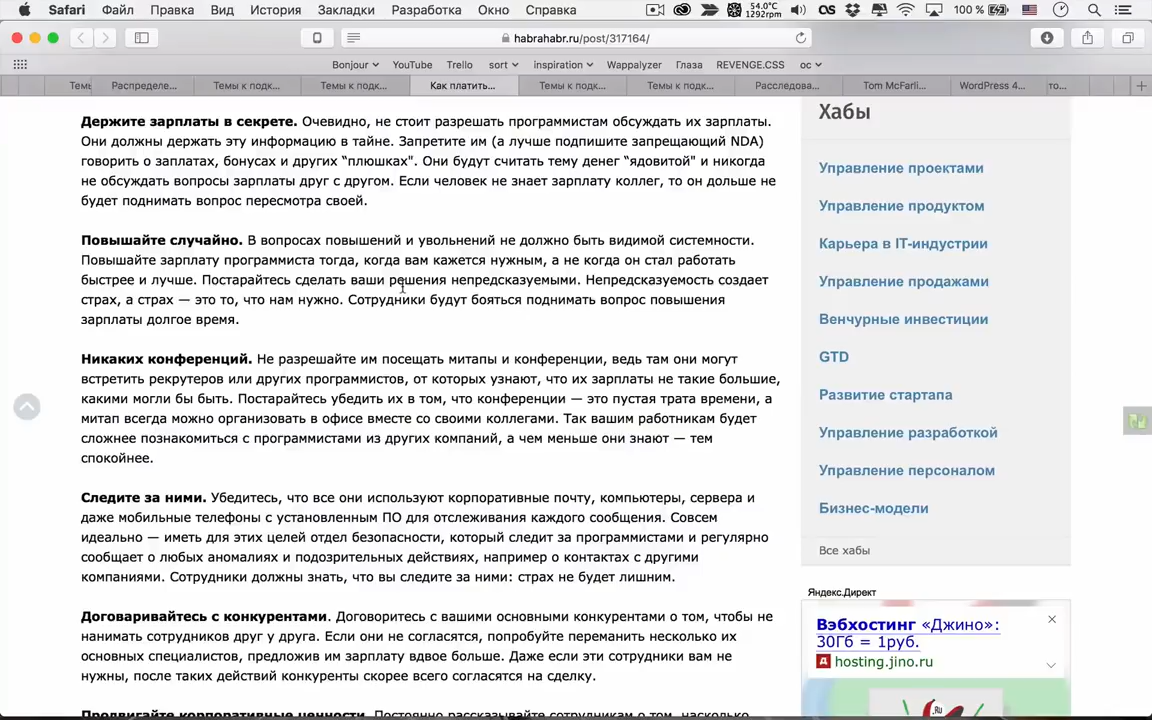 Safari Файл Правка Вид История Закладки Разработка Окно Справка 54.0°C 1292rpm 100 %
habrahabr.ru/post/317164/
Bonjour YouTube Trello sort inspiration Wappalyzer Глаза REVENGE.CSS ос
Темы Распределе... Темы к подк... Темы к подк... Как платить... Темы к подк... Темы к подк... Расследова... Tom McFarli... WordPress 4... то...
Держите зарплаты в секрете. Очевидно, не стоит разрешать программистам обсуждать их зарплаты.
Они должны держать эту информацию в тайне. Запретите им (а лучше подпишите запрещающий NDA)
говорить о заплатах, бонусах и других “плюшках". Они будут считать тему денег “ядовитой" и никогда
не обсуждать вопросы зарплаты друг с другом. Если человек не знает зарплату коллег, то он дольше не
будет поднимать вопрос пересмотра своей.
Повышайте случайно. В вопросах повышений и увольнений не должно быть видимой системности.
Повышайте зарплату программиста тогда, когда вам кажется нужным, а не когда он стал работать
быстрее и лучше. Постарайтесь сделать ваши решения непредсказуемыми. Непредсказуемость создает
страх, а страх — это то, что нам нужно. Сотрудники будут бояться поднимать вопрос повышения
зарплаты долгое время.
Никаких конференций. Не разрешайте им посещать митапы и конференции, ведь там они могут
встретить рекрутеров или других программистов, от которых узнают, что их зарплаты не такие большие,
какими могли бы быть. Постарайтесь убедить их в том, что конференции — это пустая трата времени, а
митап всегда можно организовать в офисе вместе со своими коллегами. Так вашим работникам будет
сложнее познакомиться с программистами из других компаний, а чем меньше они знают — тем
спокойнее.
Следите за ними. Убедитесь, что все они используют корпоративные почту, компьютеры, сервера и
даже мобильные телефоны с установленным ПО для отслеживания каждого сообщения. Совсем
идеально — иметь для этих целей отдел безопасности, который следит за программистами и регулярно
сообщает о любых аномалиях и подозрительных действиях, например о контактах с другими
компаниями. Сотрудники должны знать, что вы следите за ними: страх не будет лишним.
Договаривайтесь с конкурентами. Договоритесь с вашими основными конкурентами о том, чтобы не
нанимать сотрудников друг у друга. Если они не согласятся, попробуйте переманить несколько их
основных специалистов, предложив им зарплату вдвое больше. Даже если эти сотрудники вам не
нужны, после таких действий конкуренты скорее всего согласятся на сделку.
Продвигайте корпоративные ценности. Постоянно рассказывайте сотрудникам о том, насколько
Хабы
Управление проектами
Управление продуктом
Карьера в IT-индустрии
Управление продажами
Венчурные инвестиции
GTD
Развитие стартапа
Управление разработкой
Управление персоналом
Бизнес-модели
Все хабы
Яндекс.Директ
Вэбхостинг «Джино»:
30Гб = 1руб.
hosting.jino.ru
.RU